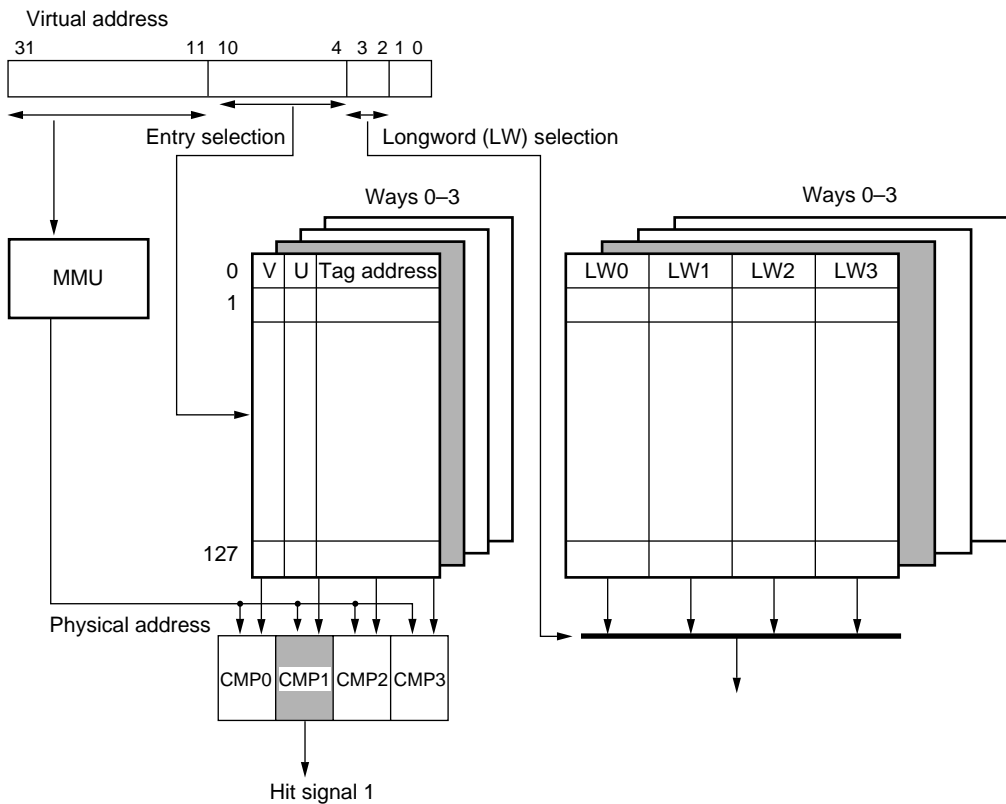 Virtual address
31 11 10 4 3 2 1 0
Entry selection Longword (LW) selection
Ways 0–3 Ways 0–3
MMU
0 V U Tag address LW0 LW1 LW2 LW3
1
127
Physical address
CMP0 CMP1 CMP2 CMP3
Hit signal 1